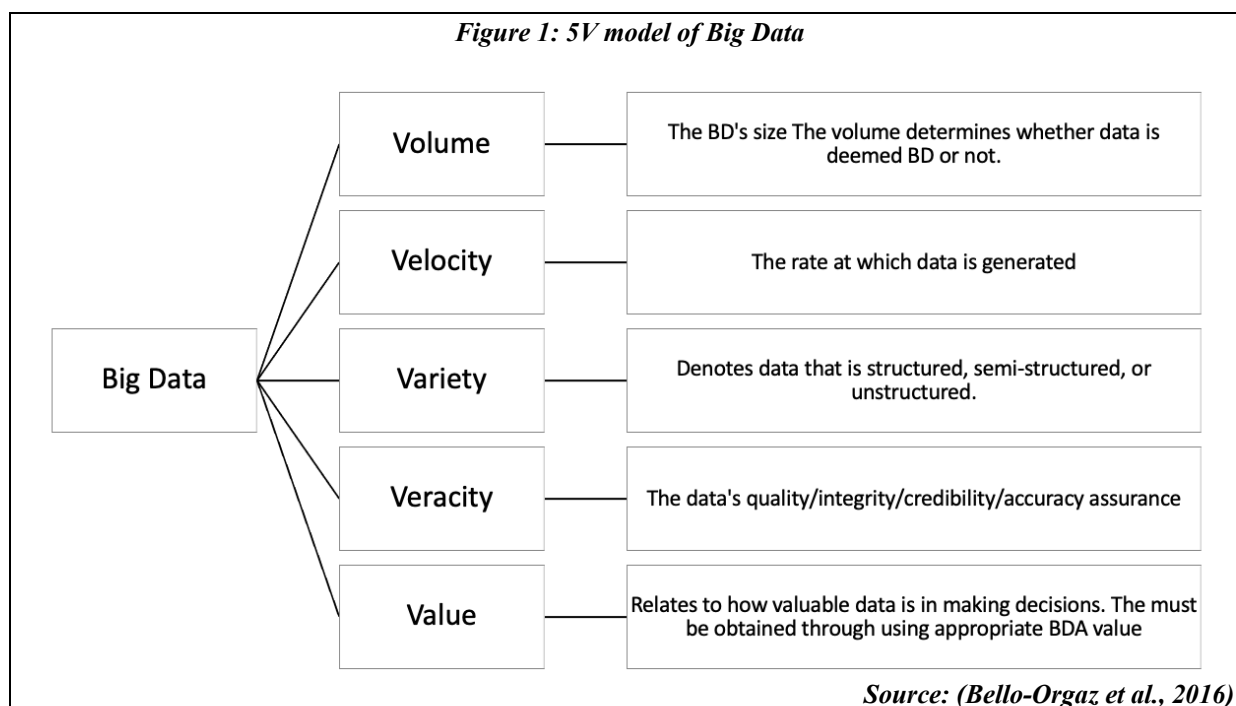 Figure 1: 5V model of Big Data
Big Data
Volume
The BD's size The volume determines whether data is
deemed BD or not.
Velocity
The rate at which data is generated
Variety
Denotes data that is structured, semi-structured, or
unstructured.
Veracity
The data's quality/integrity/credibility/accuracy assurance
Value
Relates to how valuable data is in making decisions. The must
be obtained through using appropriate BDA value
Source: (Bello-Orgaz et al., 2016)